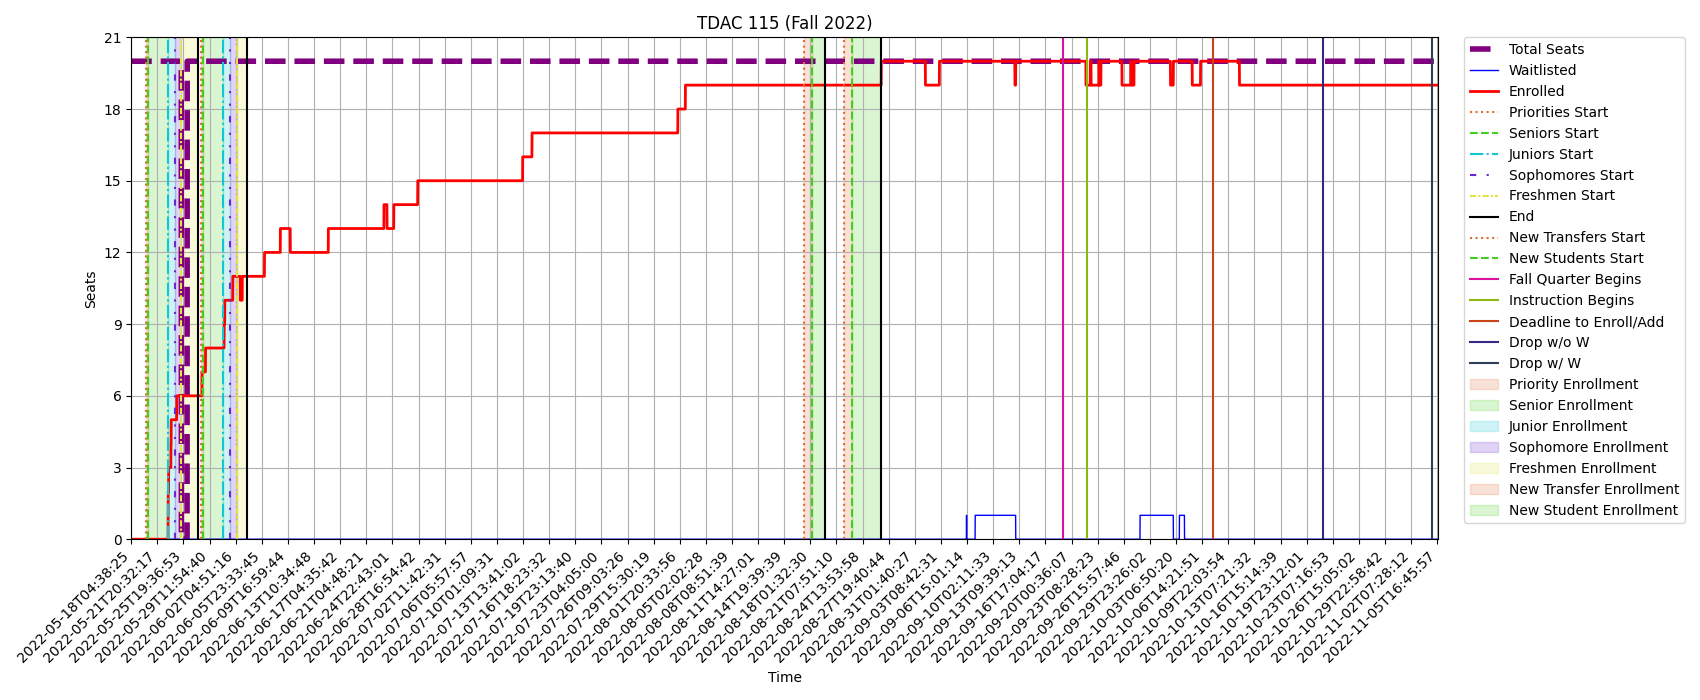 TDAC 115 (Fall 2022)
21
18
15
12
9
6
3
0
Seats
2022-05-18T04:38:25
2022-05-21T20:32:17
2022-05-25T19:36:53
2022-05-29T11:54:40
2022-06-02T04:51:16
2022-06-05T23:33:45
2022-06-09T16:59:44
2022-06-13T10:34:48
2022-06-17T04:35:42
2022-06-21T04:48:21
2022-06-24T22:43:01
2022-06-28T16:54:42
2022-07-02T11:42:31
2022-07-06T05:57:57
2022-07-10T01:09:31
2022-07-13T13:41:02
2022-07-16T18:23:32
2022-07-19T23:13:40
2022-07-23T04:05:00
2022-07-26T09:03:26
2022-07-29T15:30:19
2022-08-01T20:33:56
2022-08-05T02:02:28
2022-08-08T08:51:39
2022-08-11T14:27:01
2022-08-14T19:39:39
2022-08-18T01:32:30
2022-08-21T07:51:10
2022-08-24T13:53:58
2022-08-27T19:40:44
2022-08-31T01:40:27
2022-09-03T08:42:31
2022-09-06T15:01:14
2022-09-10T02:11:33
2022-09-13T09:39:13
2022-09-16T17:04:17
2022-09-20T00:36:07
2022-09-23T08:28:23
2022-09-26T15:57:46
2022-09-29T23:26:02
2022-10-03T06:50:20
2022-10-06T14:21:51
2022-10-09T22:03:54
2022-10-13T07:21:32
2022-10-16T15:14:39
2022-10-19T23:12:01
2022-10-23T07:16:53
2022-10-26T15:05:02
2022-10-29T22:58:42
2022-11-02T07:28:12
2022-11-05T16:45:57
Time
Total Seats
Waitlisted
Enrolled
Priorities Start
Seniors Start
Juniors Start
Sophomores Start
Freshmen Start
End
New Transfers Start
New Students Start
Fall Quarter Begins
Instruction Begins
Deadline to Enroll/Add
Drop w/o W
Drop w/ W
Priority Enrollment
Senior Enrollment
Junior Enrollment
Sophomore Enrollment
Freshmen Enrollment
New Transfer Enrollment
New Student Enrollment